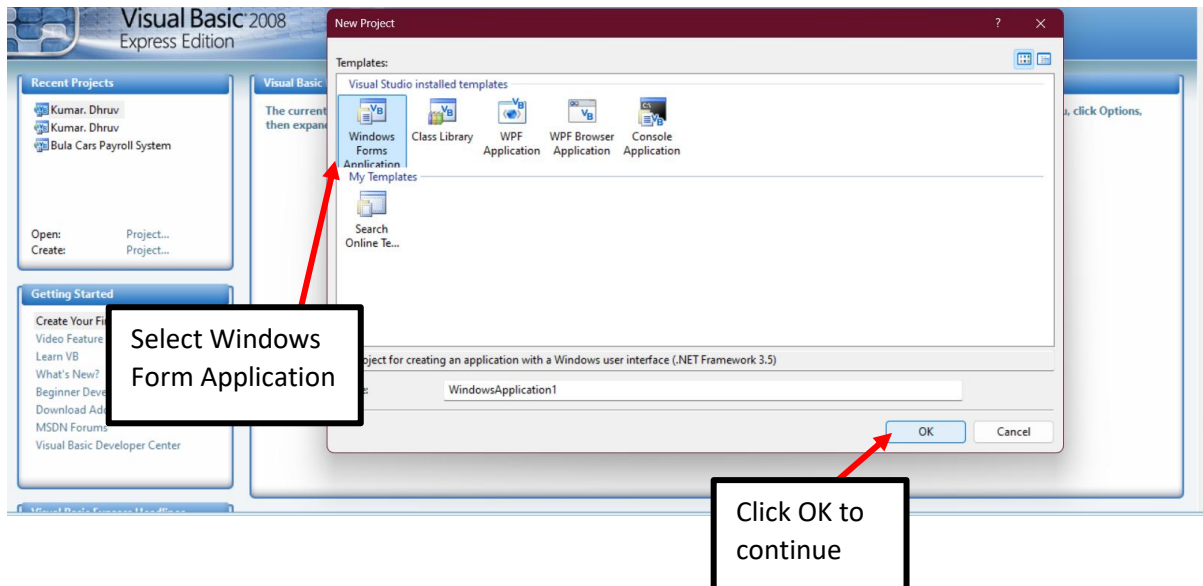 Visual Basic 2008
Express Edition
Recent Projects
Kumar. Dhruv
Kumar. Dhruv
Bula Cars Payroll System
Open: Project...
Create: Project...
Getting Started
Create Your Fi
Video Feature
Learn VB
What's New?
Beginner Deve
Download Add
MSDN Forums
Visual Basic Developer Center
Visual Basic
The current
then expan
, click Options,
New Project
Templates:
Visual Studio installed templates
Windows
Forms
Application
Class Library
WPF
Application
WPF Browser
Application
Console
Application
My Templates
Search
Online Te...
oject for creating an application with a Windows user interface (.NET Framework 3.5)
WindowsApplication1
OK
Cancel
Select Windows
Form Application
Click OK to
continue